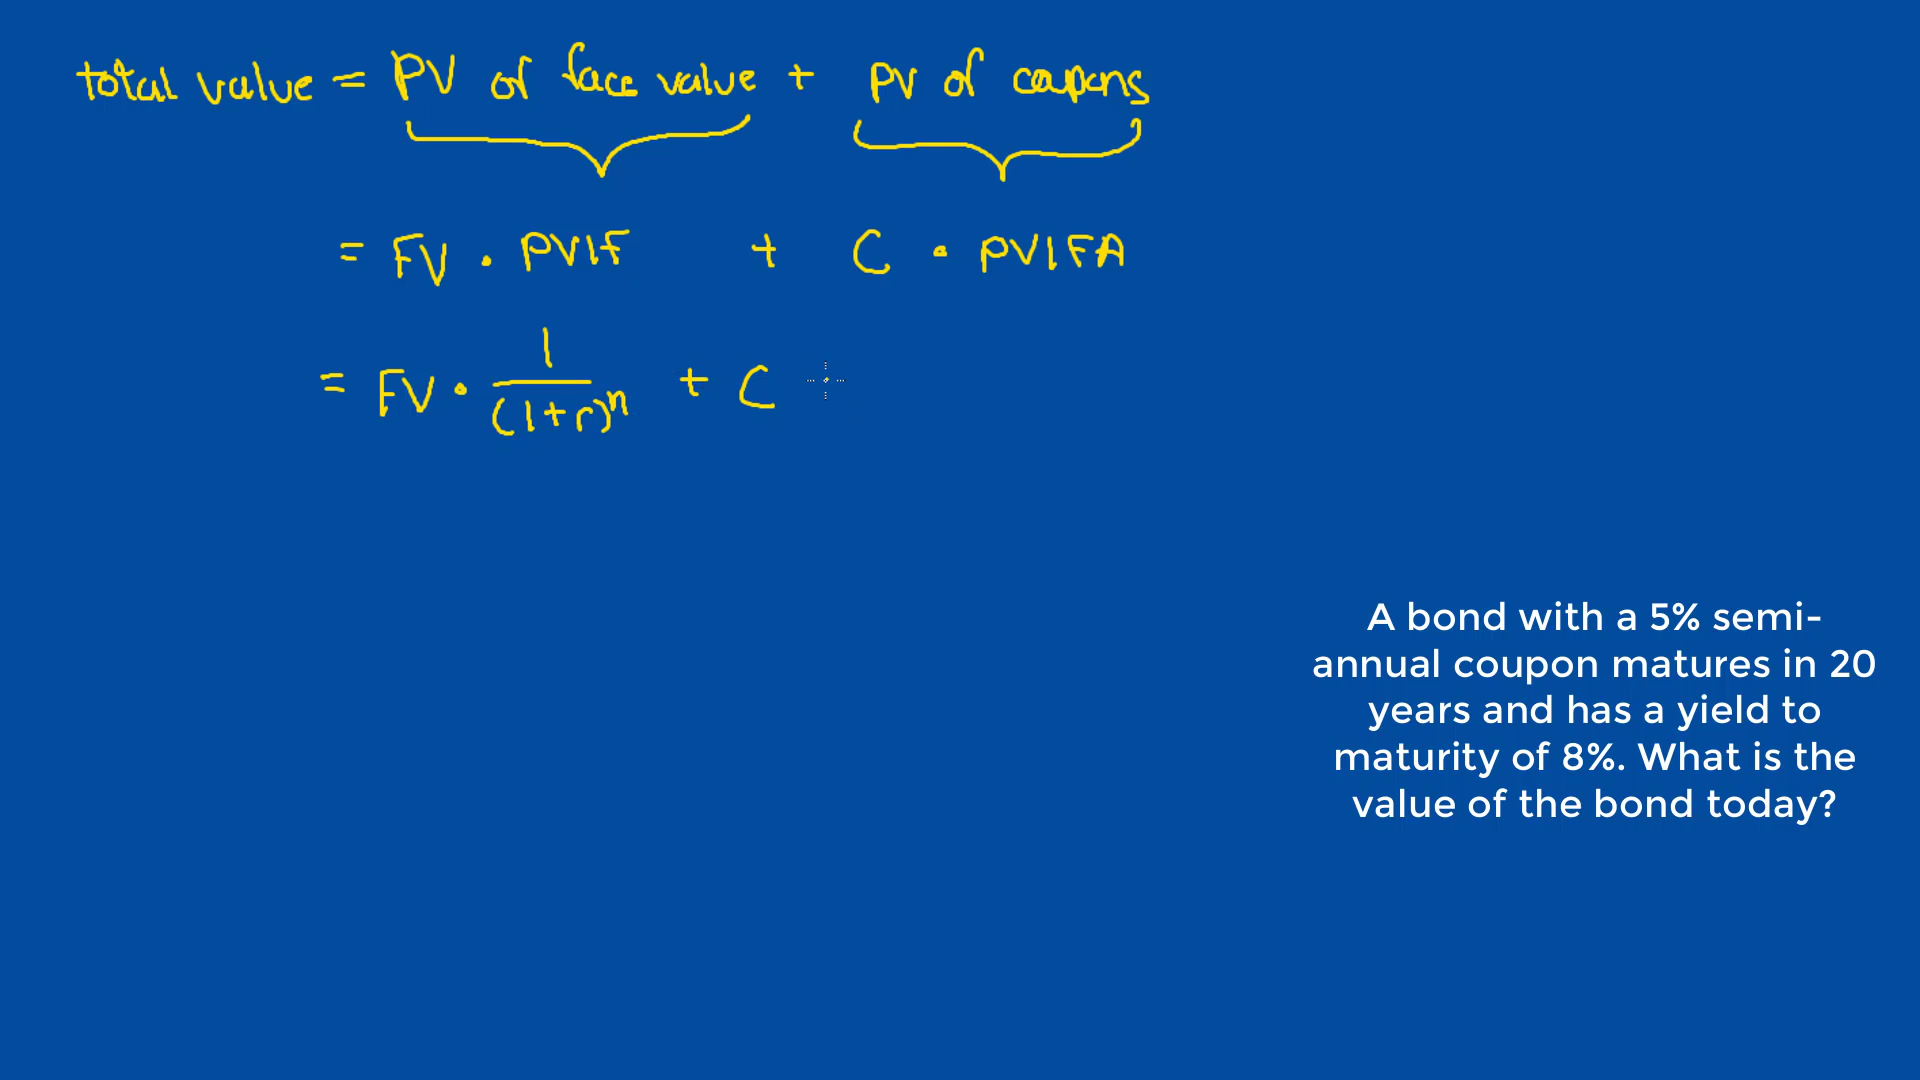 total value = PV of face value + PV of coupons
= FV · PVIF + C · PVIFA
= FV · 1/(1+r)^n + C
A bond with a 5% semi-
annual coupon matures in 20
years and has a yield to
maturity of 8%. What is the
value of the bond today?